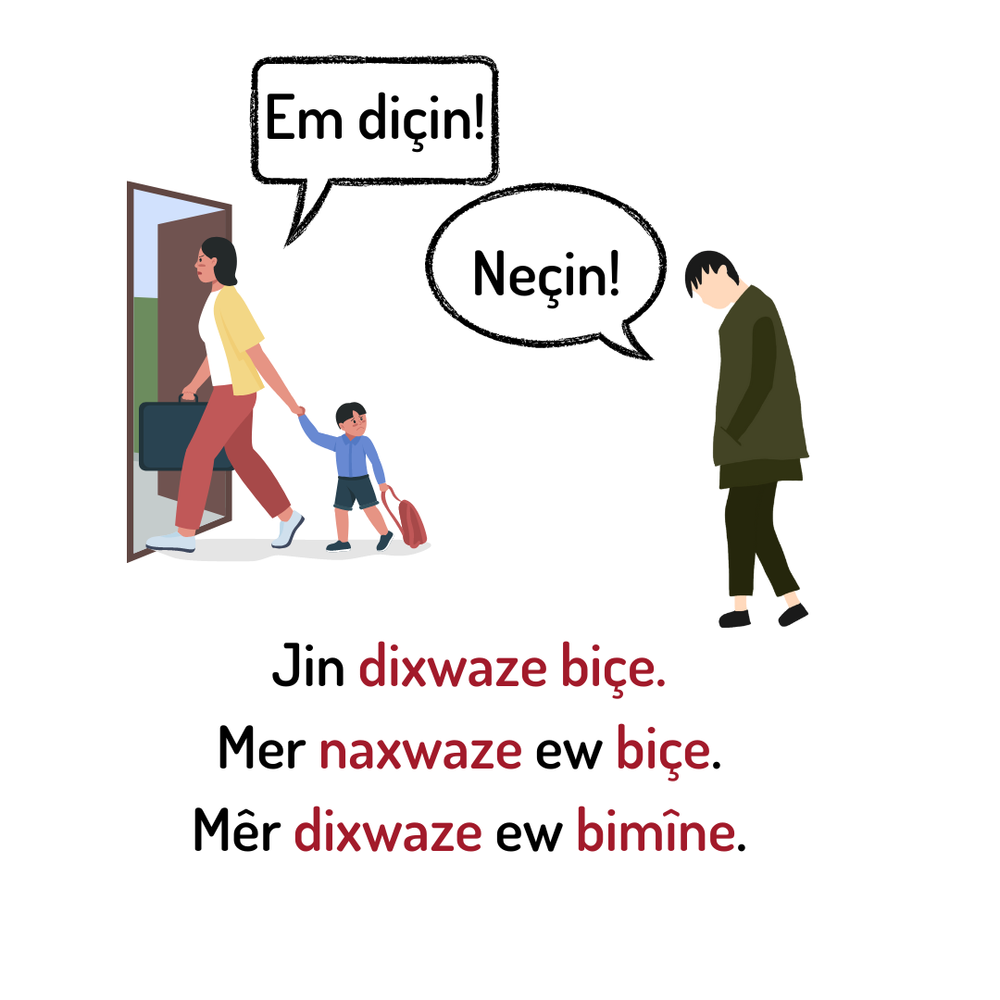 Em diçin!
Neçin!
Jin dixwaze biçe.
Mer naxwaze ew biçe.
Mêr dixwaze ew bimîne.